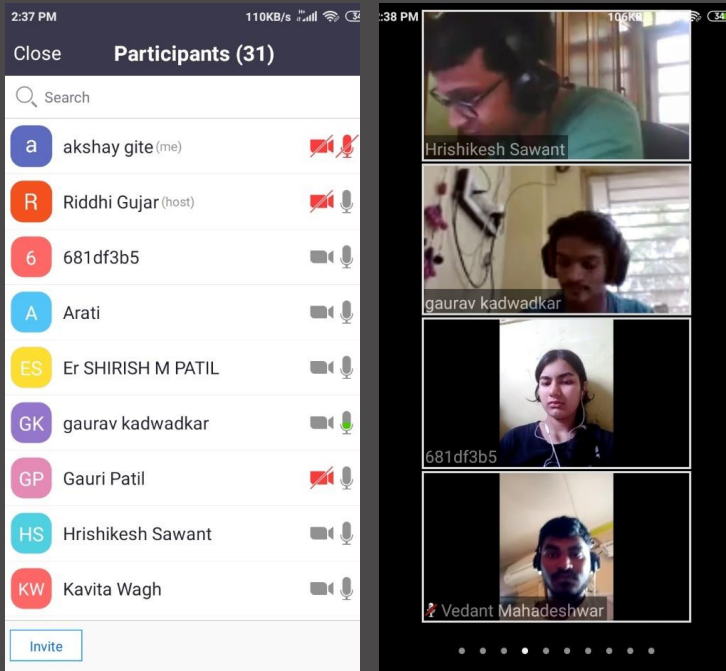 2:37 PM
110KB/s
34
Close
Participants (31)
Search
a
akshay gite (me)
R
Riddhi Gujar (host)
6
681df3b5
A
Arati
ES
Er SHIRISH M PATIL
GK
gaurav kadwadkar
GP
Gauri Patil
HS
Hrishikesh Sawant
KW
Kavita Wagh
Invite
:38 PM
106KB
34
Hrishikesh Sawant
gaurav kadwadkar
681df3b5
Vedant Mahadeshwar